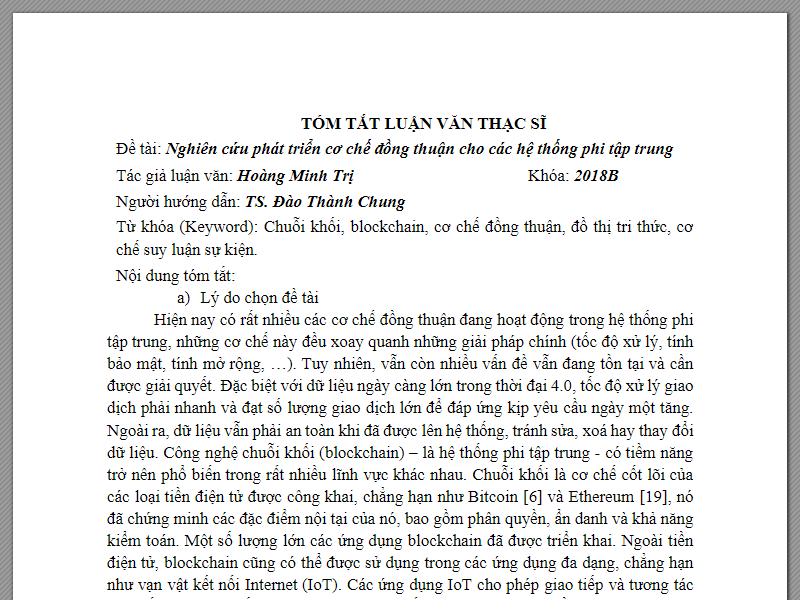 TÓM TẮT LUẬN VĂN THẠC SĨ
Đề tài: Nghiên cứu phát triển cơ chế đồng thuận cho các hệ thống phi tập trung
Tác giả luận văn: Hoàng Minh Trị Khóa: 2018B
Người hướng dẫn: TS. Đào Thành Chung
Từ khóa (Keyword): Chuỗi khối, blockchain, cơ chế đồng thuận, đồ thị tri thức, cơ
chế suy luận sự kiện.
Nội dung tóm tắt:
a) Lý do chọn đề tài
Hiện nay có rất nhiều các cơ chế đồng thuận đang hoạt động trong hệ thống phi
tập trung, những cơ chế này đều xoay quanh những giải pháp chính (tốc độ xử lý, tính
bảo mật, tính mở rộng, …). Tuy nhiên, vẫn còn nhiều vấn đề vẫn đang tồn tại và cần
được giải quyết. Đặc biệt với dữ liệu ngày càng lớn trong thời đại 4.0, tốc độ xử lý giao
dịch phải nhanh và đạt số lượng giao dịch lớn để đáp ứng kịp yêu cầu ngày một tăng.
Ngoài ra, dữ liệu vẫn phải an toàn khi đã được lên hệ thống, tránh sửa, xoá hay thay đổi
dữ liệu. Công nghệ chuỗi khối (blockchain) – là hệ thống phi tập trung - có tiềm năng
trở nên phổ biến trong rất nhiều lĩnh vực khác nhau. Chuỗi khối là cơ chế cốt lõi của
các loại tiền điện tử được công khai, chẳng hạn như Bitcoin [6] và Ethereum [19], nó
đã chứng minh các đặc điểm nội tại của nó, bao gồm phân quyền, ẩn danh và khả năng
kiểm toán. Một số lượng lớn các ứng dụng blockchain đã được triển khai. Ngoài tiền
điện tử, blockchain cũng có thể được sử dụng trong các ứng dụng đa dạng, chẳng hạn
như vạn vật kết nối Internet (IoT). Các ứng dụng IoT cho phép giao tiếp và tương tác